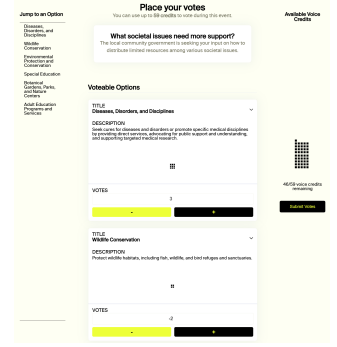 Jump to an Option
Diseases,
Disorders, and
Disciplines
Wildlife
Conservation
Environmental
Protection and
Conservation
Special Education
Botanical
Gardens, Parks,
and Nature
Centers
Adult Education
Programs and
Services
Place your votes
You can use up to 59 credits to vote during this event
What societal issues need more support?
The local community government is seeking your input on how to
distribute limited resources among various societal issues.
Voteable Options
TITLE
Diseases, Disorders, and Disciplines
DESCRIPTION
Seek cures for diseases and disorders or promote specific medical disciplines
by providing direct services, advocating for public support and understanding,
and supporting targeted medical research.
VOTES
3
-
+
TITLE
Wildlife Conservation
DESCRIPTION
Protect wildlife habitats, including fish, wildlife, and bird refuges and sanctuaries.
VOTES
-2
-
+
Available Voice
Credits
46/59 voice credits
remaining
Submit Votes